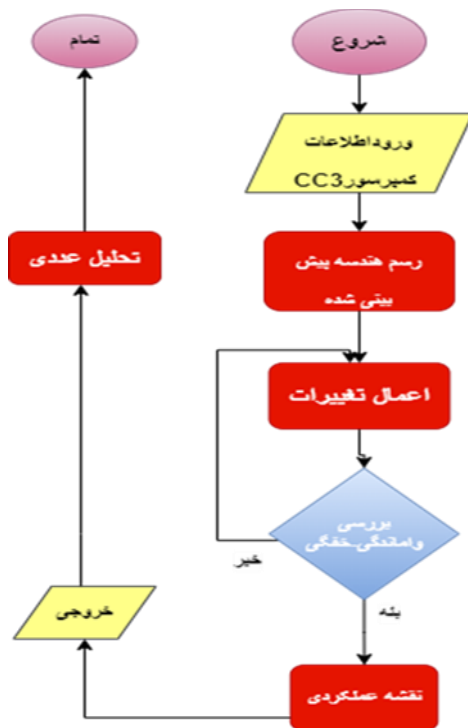 شروع
ورود اطلاعات
کمپرسور CC3
رسم هندسه پیش
بینی شده
اعمال تغییرات
بررسی
واماندگی-خفگی
خیر
بله
نقشه عملکردی
خروجی
تحلیل عددی
تمام